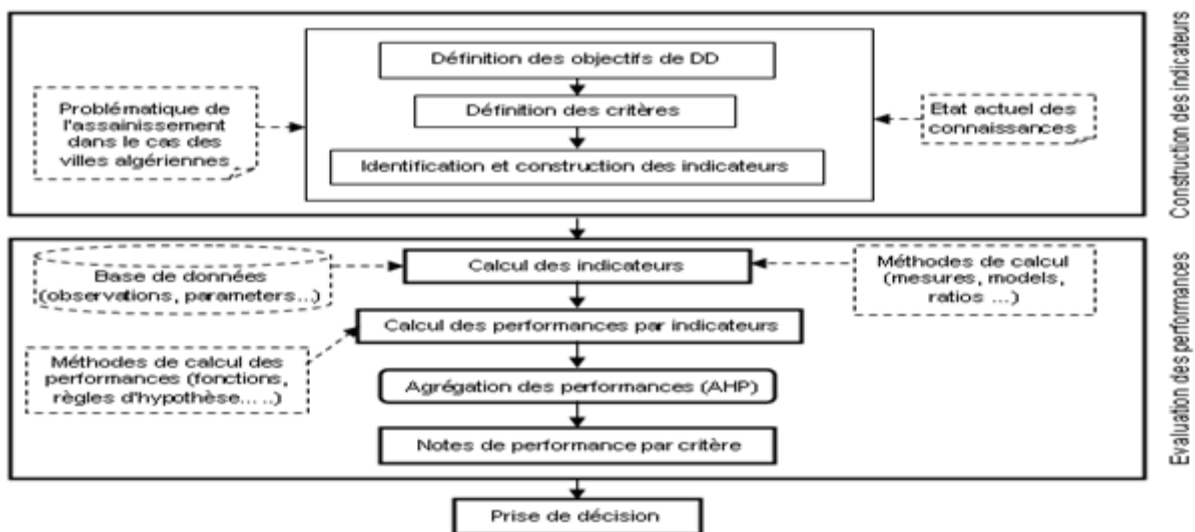 Définition des objectifs de DD
Définition des critères
Identification et construction des indicateurs
Problématique de
l'assainissement
dans le cas des
villes algériennes
Etat actuel des
connaissances
Construction des indicateurs
Calcul des indicateurs
Base de données
(observations, parameters...)
Méthodes de calcul
(mesures, models,
ratios ...)
Calcul des performances par indicateurs
Méthodes de calcul des
performances (fonctions,
règles d'hypothèse... ..)
Agrégation des performances (AHP)
Notes de performance par critère
Evaluation des performances
Prise de décision